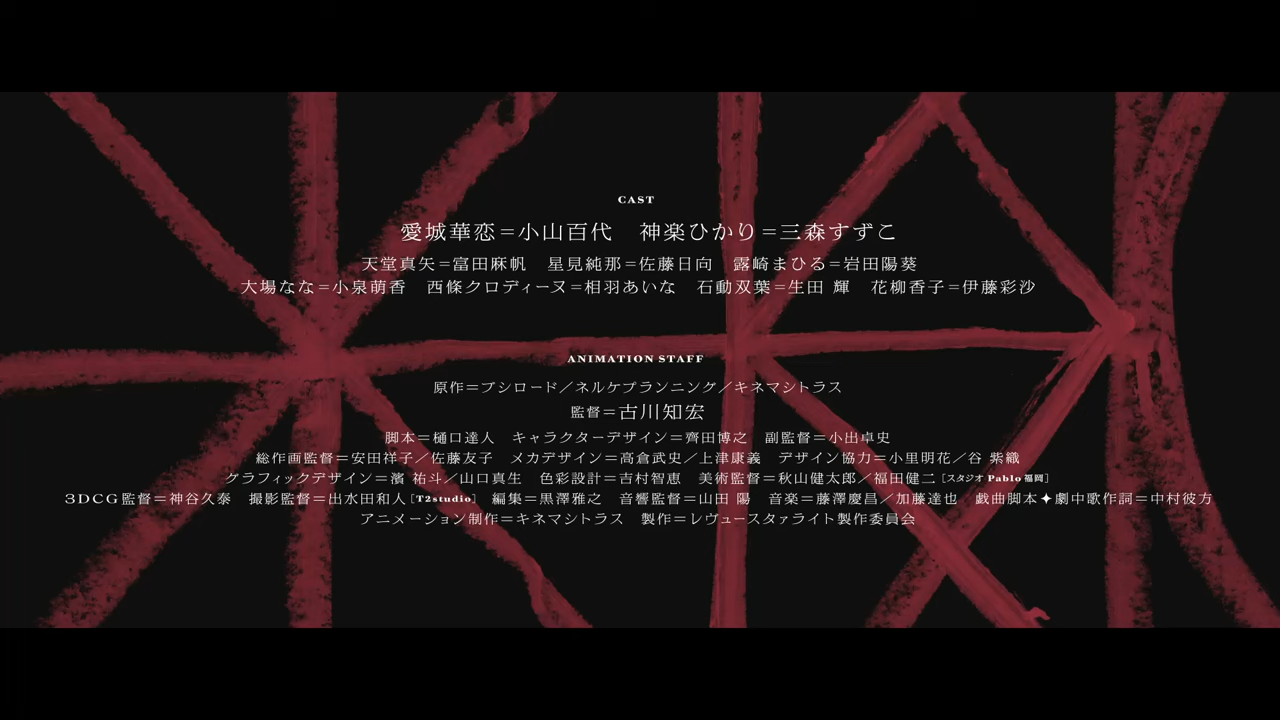 CAST
愛城華恋=小山百代　神楽ひかり=三森すずこ
天堂真矢=富田麻帆　星見純那=佐藤日向　露崎まひる=岩田陽葵
大場なな=小泉萌香　西條クロディーヌ=相羽あいな　石動双葉=生田 輝　花柳香子=伊藤彩沙
ANIMATION STAFF
原作=ブシロード／ネルケプランニング／キネマシトラス
監督=古川知宏
脚本=樋口達人　キャラクターデザイン=齊田博之　副監督=小出卓史
総作画監督=安田祥子／佐藤友子　メカデザイン=高倉武史／上津康義　デザイン協力=小里明花／谷 紫織
グラフィックデザイン=濱 祐斗／山口真生　色彩設計=吉村智恵　美術監督=秋山健太郎／福田健二［スタジオPablo福岡］
3DCG監督=神谷久泰　撮影監督=出水田和人［T2studio］　編集=黒澤雅之　音響監督=山田 陽　音楽=藤澤慶昌／加藤達也　戯曲脚本✦劇中歌作詞=中村彼方
アニメーション制作=キネマシトラス　製作=レヴュースタァライト製作委員会